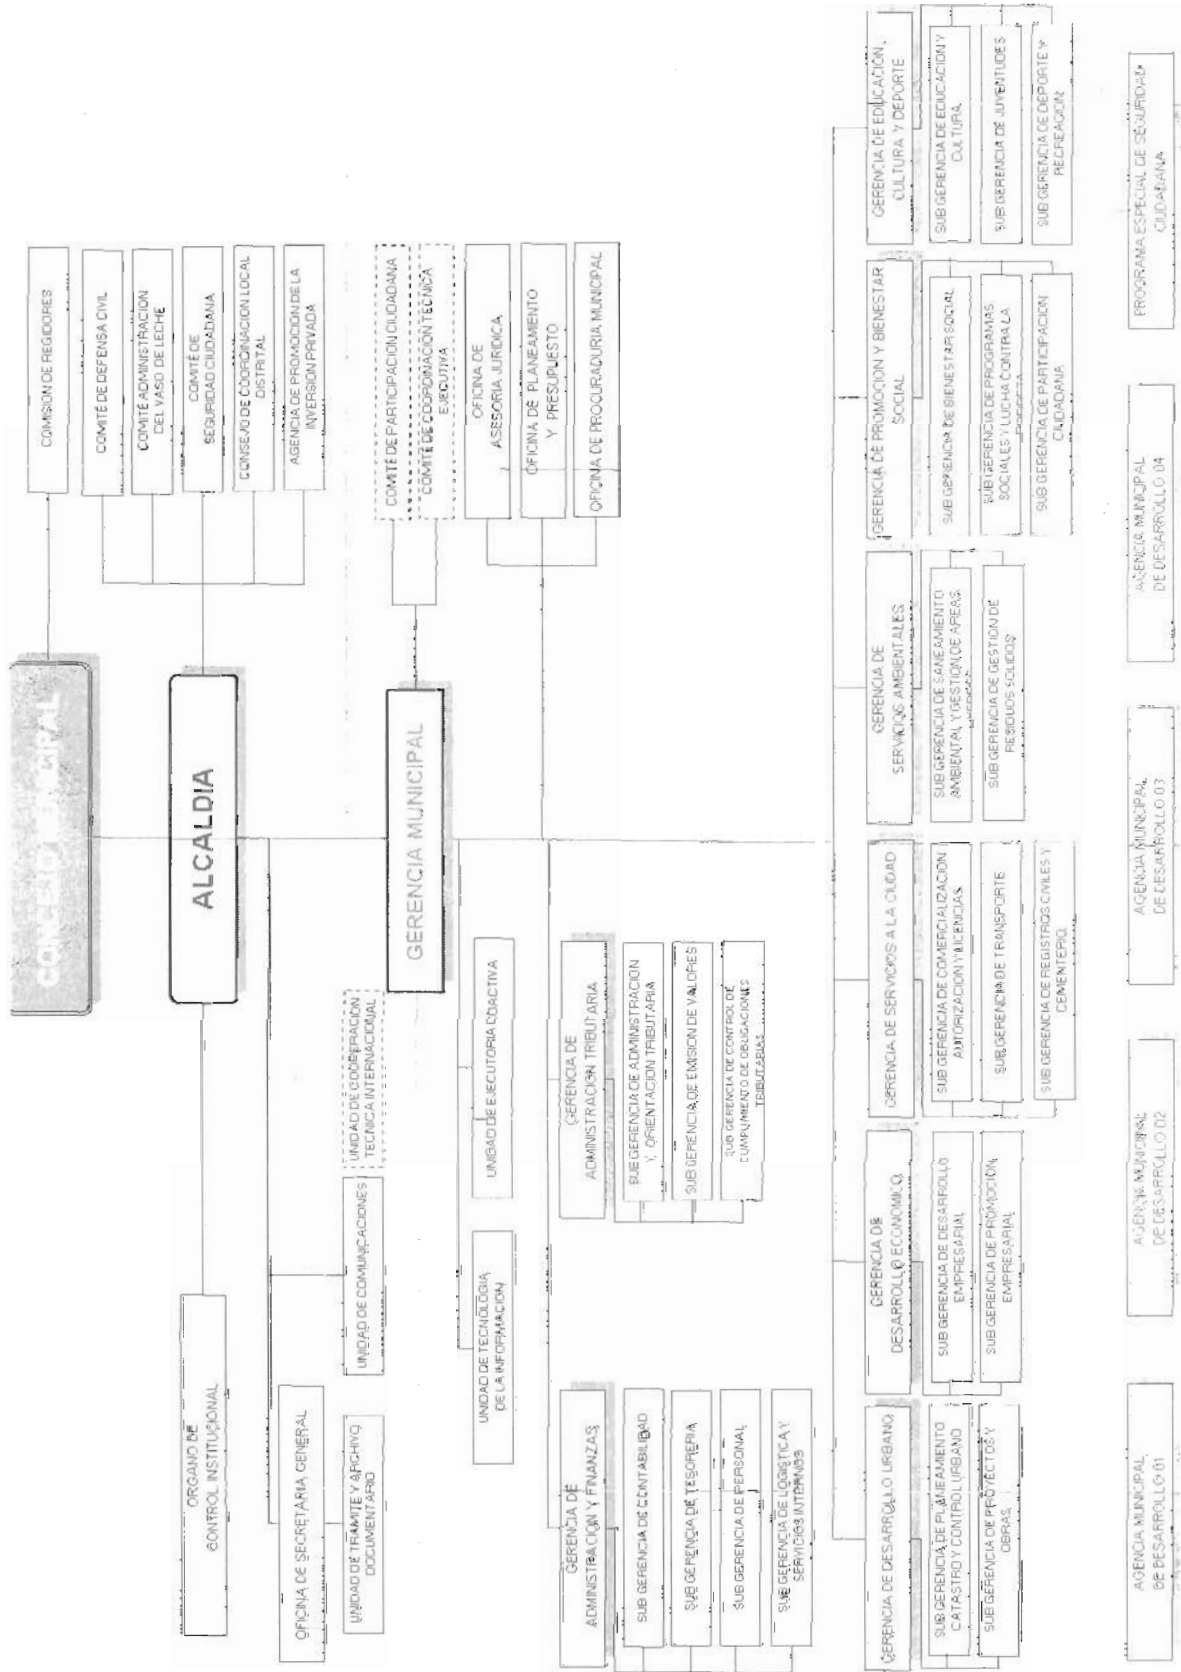 CONCEJO MUNICIPAL
COMISION DE REGIDORES
ALCALDIA
COMITÉ DE DEFENSA CIVIL
COMITÉ ADMINISTRACION
DEL VASO DE LECHE
COMITÉ DE
SEGURIDAD CIUDADANA
CONSEJO DE COORDINACION LOCAL
DISTRITAL
AGENCIA DE PROMOCION DE LA
INVERSIÓN PRIVADA
ORGANO DE
CONTROL INSTITUCIONAL
OFICINA DE SECRETARIA GENERAL
UNIDAD DE TRAMITE Y ARCHIVO
DOCUMENTARIO
UNIDAD DE COMUNICACIONES
UNIDAD DE COOPERACIÓN
TECNICA INTERNACIONAL
GERENCIA MUNICIPAL
COMITÉ DE PARTICIPACION CIUDADANA
COMITÉ DE COORDINACION TECNICA
EJECUTIVA
UNIDAD DE TECNOLOGIA
DE LA INFORMACION
UNIDAD DE EJECUTORIA COACTIVA
OFICINA DE
ASESORIA JURIDICA
OFICINA DE PLANEAMIENTO
Y PRESUPUESTO
OFICINA DE PROCURADURA MUNICIPAL
GERENCIA DE
ADMINISTRACION Y FINANZAS
SUB GERENCIA DE CONTABILIDAD
SUB GERENCIA DE TESORERIA
SUB GERENCIA DE PERSONAL
SUB GERENCIA DE LOGISTICA Y
SERVICIOS INTERNOS
GERENCIA DE
ADMINISTRACION TRIBUTARIA
SUB GERENCIA DE ADMINISTRACION
Y ORIENTACION TRIBUTARIA
SUB GERENCIA DE EMISION DE VALORES
SUB GERENCIA DE CONTROL DE
CUMPLIMIENTO DE OBLIGACIONES
TRIBUTARIAS
GERENCIA DE DESARROLLO URBANO
SUB GERENCIA DE PLANEAMIENTO
CATASTRO Y CONTROL URBANO
SUB GERENCIA DE PROYECTOS Y
OBRAS
GERENCIA DE
DESARROLLO ECONOMICO
SUB GERENCIA DE DESARROLLO
EMPRESARIAL
SUB GERENCIA DE PROMOCION
EMPRESARIAL
GERENCIA DE SERVICIOS A LA CIUDAD
SUB GERENCIA DE COMERCIALIZACION
AUTORIZACION Y LICENCIAS
SUB GERENCIA DE TRANSPORTE
SUB GERENCIA DE REGISTROS CIVILES Y
CEMENTERIO
GERENCIA DE
SERVICIOS AMBIENTALES
SUB GERENCIA DE SANEAMIENTO
AMBIENTAL Y GESTION DE AREAS
SUB GERENCIA DE GESTION DE
RESIDUOS SOLIDOS
GERENCIA DE PROMOCION Y BIENESTAR
SOCIAL
SUB GERENCIA DE BIENESTAR SOCIAL
SUB GERENCIA DE PROGRAMAS
SOCIALES Y LUCHA CONTRA LA
POBREZA
SUB GERENCIA DE PARTICIPACION
CIUDADANA
GERENCIA DE EDUCACIÓN,
CULTURA Y DEPORTE
SUB GERENCIA DE EDUCACION Y
CULTURA
SUB GERENCIA DE JUVENTUDES
SUB GERENCIA DE DEPORTE Y
RECREACION
AGENCIA MUNICIPAL
DE DESARROLLO 01
AGENCIA MUNICIPAL
DE DESARROLLO 02
AGENCIA MUNICIPAL
DE DESARROLLO 03
AGENCIA MUNICIPAL
DE DESARROLLO 04
PROGRAMA ESPECIAL DE SEGURIDAD
CIUDADANA